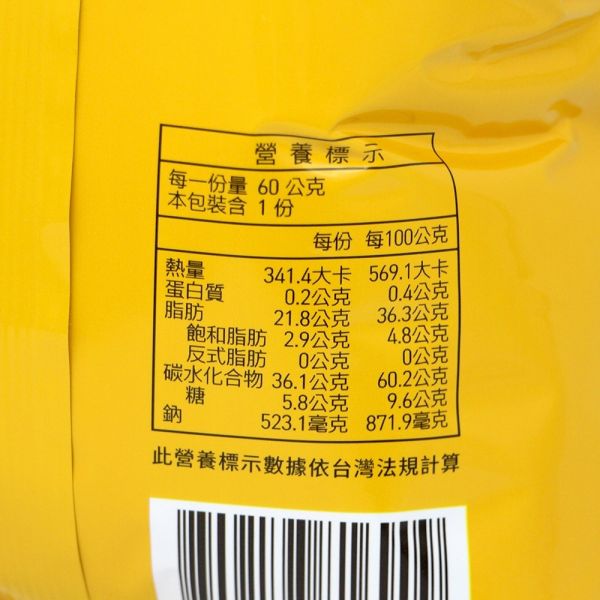 營養標示
每一份量 60 公克
本包裝含 1 份
每份 每100公克
熱量 341.4大卡 569.1大卡
蛋白質 0.2公克 0.4公克
脂肪 21.8公克 36.3公克
飽和脂肪 2.9公克 4.8公克
反式脂肪 0公克 0公克
碳水化合物 36.1公克 60.2公克
糖 5.8公克 9.6公克
鈉 523.1毫克 871.9毫克
此營養標示數據依台灣法規計算